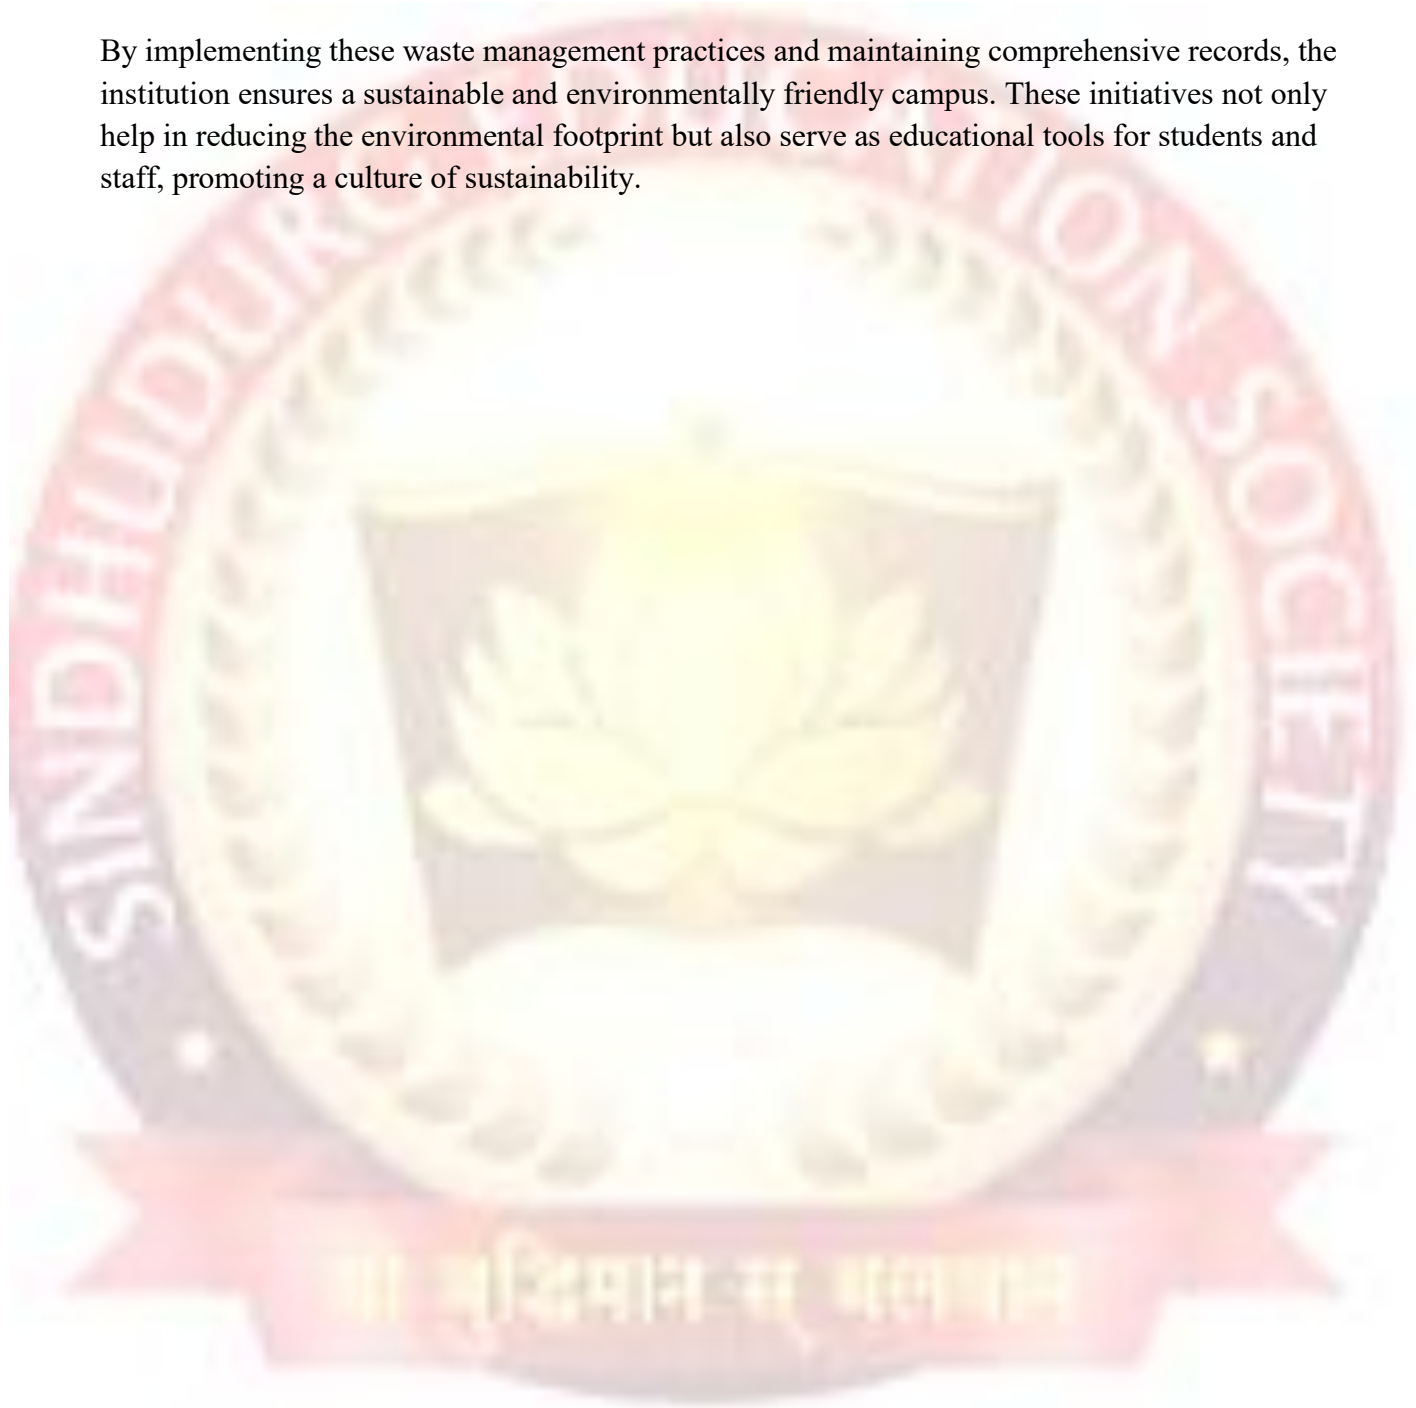 By implementing these waste management practices and maintaining comprehensive records, the
institution ensures a sustainable and environmentally friendly campus. These initiatives not only
help in reducing the environmental footprint but also serve as educational tools for students and
staff, promoting a culture of sustainability.
SINDHUDURG EDUCATION SOCIETY